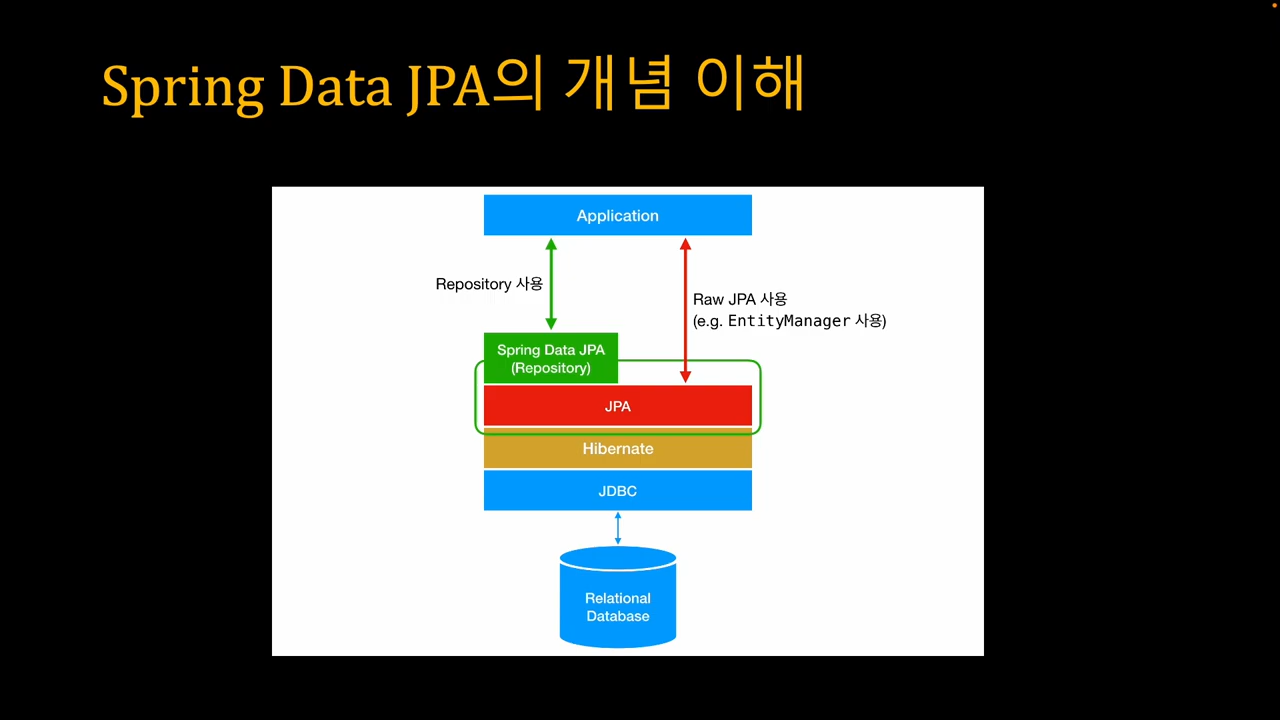 Spring Data JPA의 개념 이해
Application
Repository 사용
Raw JPA 사용
(e.g. EntityManager 사용)
Spring Data JPA
(Repository)
JPA
Hibernate
JDBC
Relational
Database